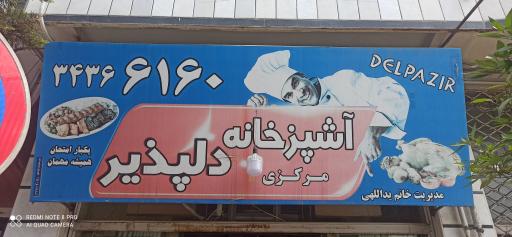 ۳۴۳۶ ۶۱۶۰
DELPAZIR
آشپزخانه
مرکزی
دلپذیر
یکبار امتحان
همیشه مهمان
مدیریت خانم یداللهی
REDMI NOTE 8 PRO
AI QUAD CAMERA